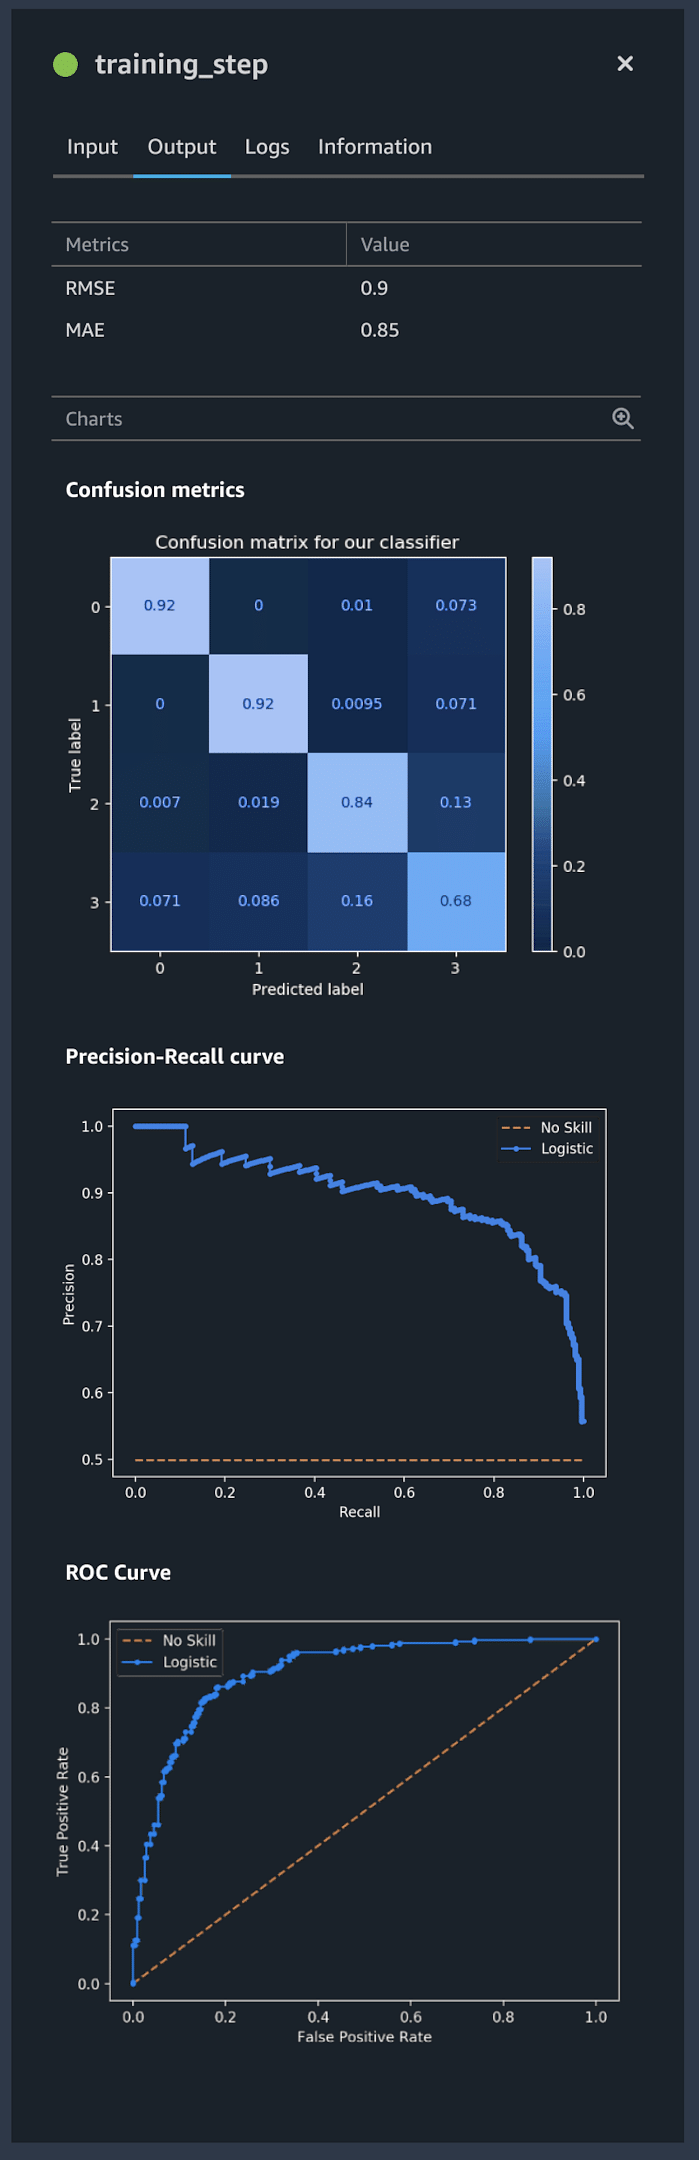 training_step
Input Output Logs Information
Metrics Value
RMSE 0.9
MAE 0.85
Charts
Confusion metrics
Confusion matrix for our classifier
0 0.92 0 0.01 0.073
1 0 0.92 0.0095 0.071
2 0.007 0.019 0.84 0.13
3 0.071 0.086 0.16 0.68
0 1 2 3
Predicted label
True label
0.8
0.6
0.4
0.2
0.0
Precision-Recall curve
No Skill
Logistic
1.0
0.9
0.8
0.7
0.6
0.5
Precision
0.0 0.2 0.4 0.6 0.8 1.0
Recall
ROC Curve
No Skill
Logistic
1.0
0.8
0.6
0.4
0.2
0.0
True Positive Rate
0.0 0.2 0.4 0.6 0.8 1.0
False Positive Rate